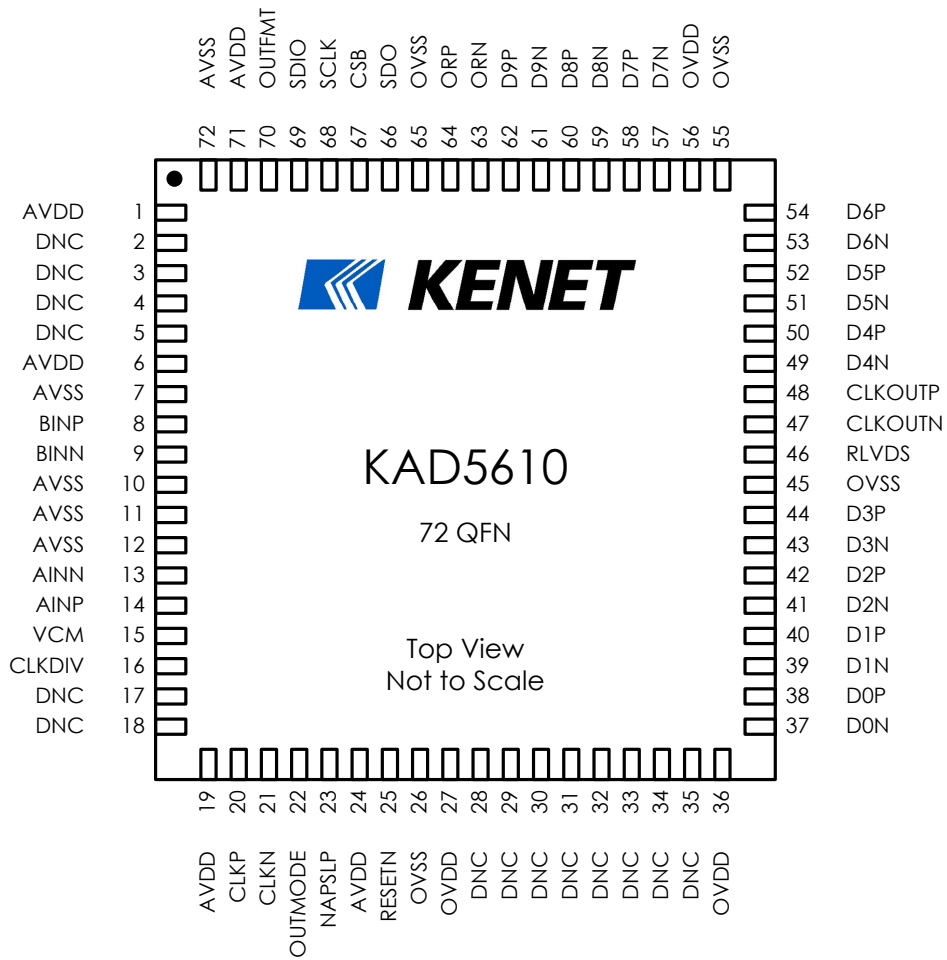 AVSS AVDD OUTFMT SDIO SCLK CSB SDO OVSS ORP ORN D9P D9N D8P D8N D7P D7N OVDD OVSS
72 71 70 69 68 67 66 65 64 63 62 61 60 59 58 57 56 55
AVDD 1
DNC 2
DNC 3
DNC 4
DNC 5
AVDD 6
AVSS 7
BINP 8
BINN 9
AVSS 10
AVSS 11
AVSS 12
AINN 13
AINP 14
VCM 15
CLKDIV 16
DNC 17
DNC 18
KENET
KAD5610
72 QFN
Top View
Not to Scale
54 D6P
53 D6N
52 D5P
51 D5N
50 D4P
49 D4N
48 CLKOUTP
47 CLKOUTN
46 RLVDS
45 OVSS
44 D3P
43 D3N
42 D2P
41 D2N
40 D1P
39 D1N
38 D0P
37 D0N
19 20 21 22 23 24 25 26 27 28 29 30 31 32 33 34 35 36
AVDD CLKP CLKN OUTMODE NAPSLP AVDD RESETN OVSS OVDD DNC DNC DNC DNC DNC DNC DNC DNC OVDD